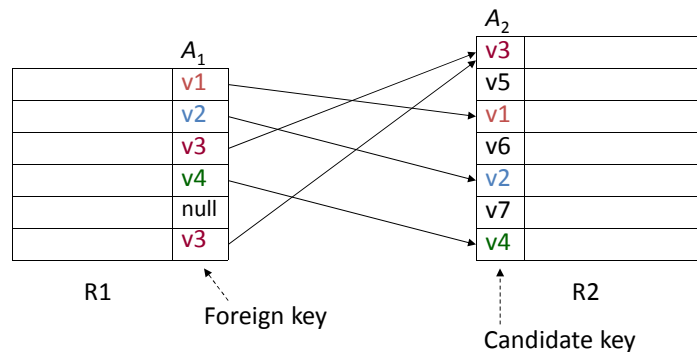 A1
v1
v2
v3
v4
null
v3
R1
Foreign key
A2
v3
v5
v1
v6
v2
v7
v4
R2
Candidate key